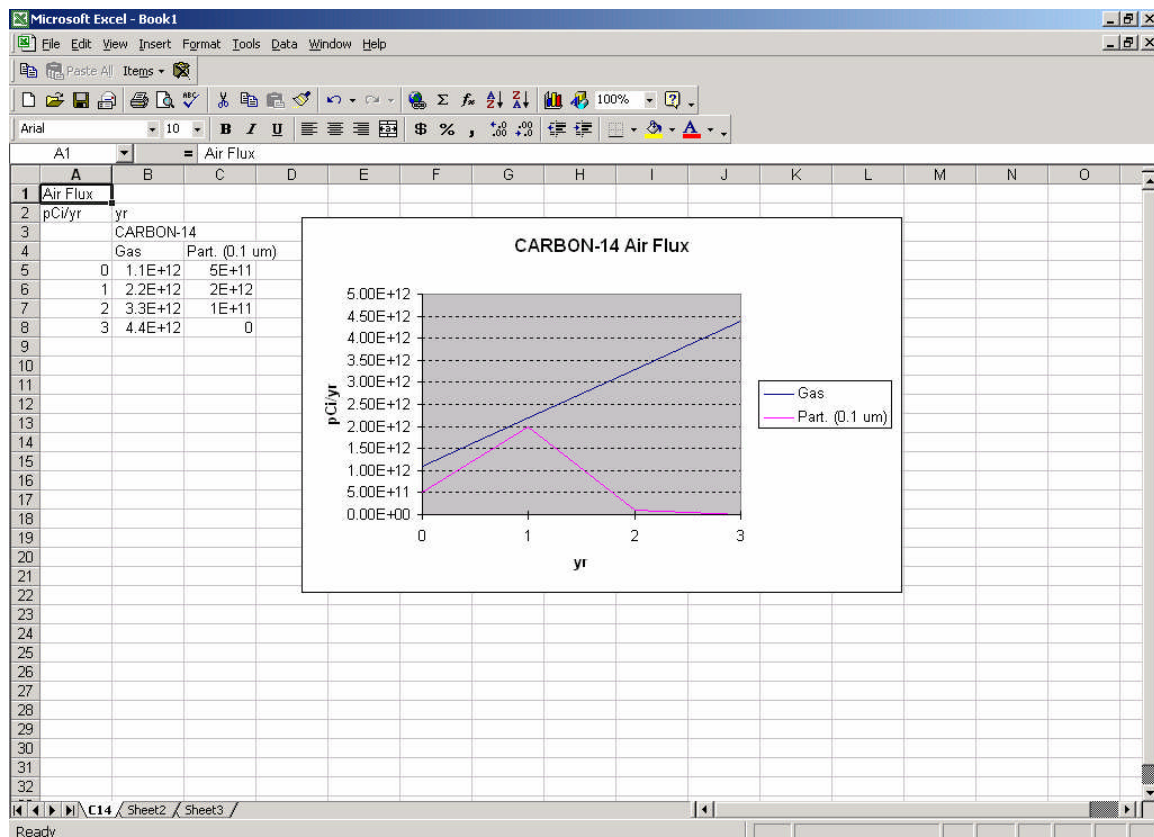 Microsoft Excel - Book1
File Edit View Insert Format Tools Data Window Help
Paste All Items
100%
Arial 10 B I U $ % ,
A1 = Air Flux
A B C D E F G H I J K L M N O
1 Air Flux
2 pCi/yr yr
3 CARBON-14
4 Gas Part. (0.1 um)
5 0 1.1E+12 5E+11
6 1 2.2E+12 2E+12
7 2 3.3E+12 1E+11
8 3 4.4E+12 0
9
10
11
12
13
14
15
16
17
18
19
20
21
22
23
24
25
26
27
28
29
30
31
32
CARBON-14 Air Flux
pCi/yr
5.00E+12
4.50E+12
4.00E+12
3.50E+12
3.00E+12
2.50E+12
2.00E+12
1.50E+12
1.00E+12
5.00E+11
0.00E+00
0 1 2 3
yr
Gas
Part. (0.1 um)
C14 Sheet2 Sheet3
Ready